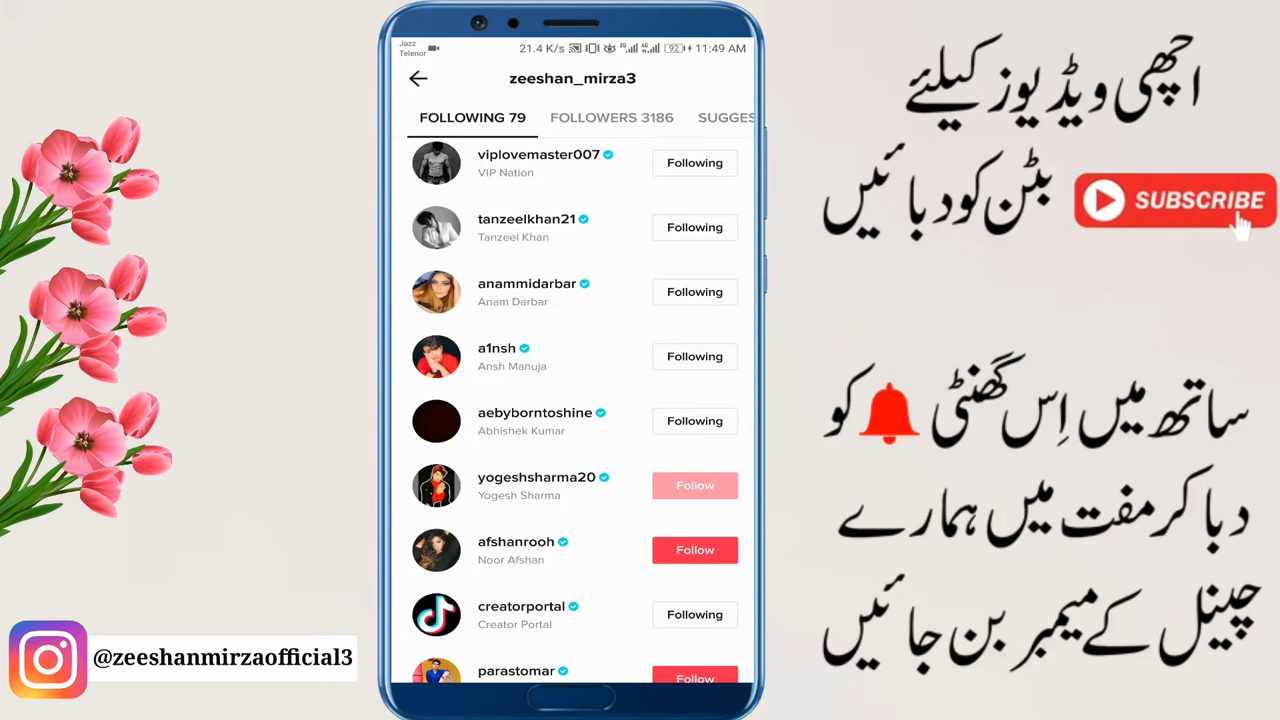 Jazz
Telenor
21.4 K/s
92
11:49 AM
zeeshan_mirza3
FOLLOWING 79
FOLLOWERS 3186
SUGGES
viplovemaster007
VIP Nation
Following
tanzeelkhan21
Tanzeel Khan
Following
anammidarbar
Anam Darbar
Following
a1nsh
Ansh Manuja
Following
aebyborntoshine
Abhishek Kumar
Following
yogeshsharma20
Yogesh Sharma
Follow
afshanrooh
Noor Afshan
Follow
creatorportal
Creator Portal
Following
parastomar
Follow
اچھی ویڈیوز کیلئے
SUBSCRIBE بٹن کو دبائیں
ساتھ میں اِس گھنٹی کو
دبا کر مفت میں ہمارے
چینل کے میمبر بن جائیں
@zeeshanmirzaofficial3